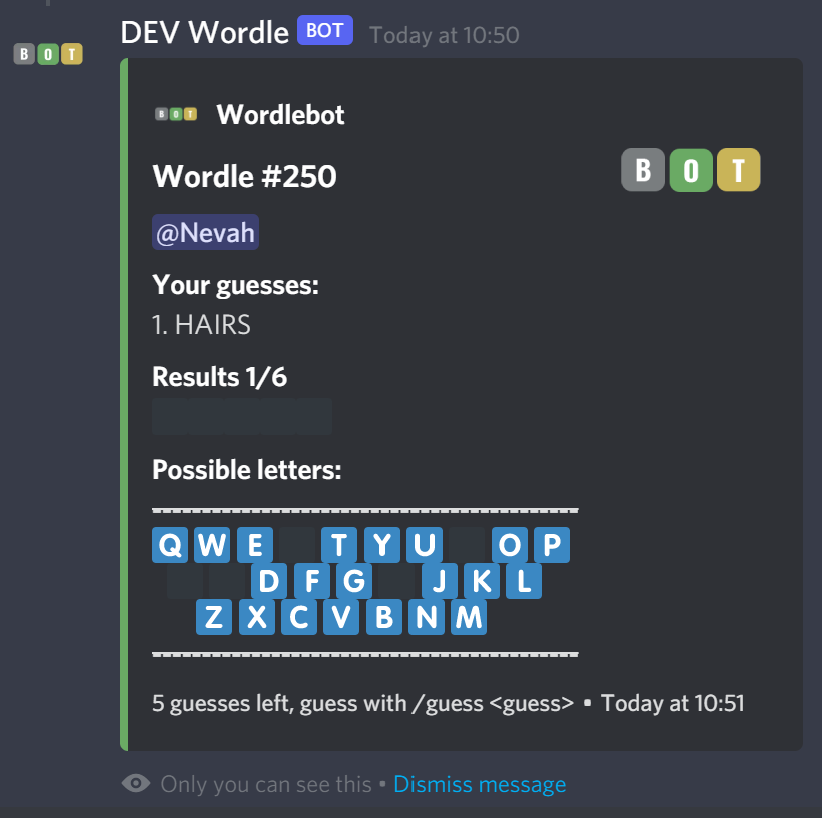 DEV Wordle BOT Today at 10:50
B O T
B O T Wordlebot
Wordle #250
B O T
@Nevah
Your guesses:
1. HAIRS
Results 1/6
Possible letters:
Q W E T Y U O P
D F G J K L
Z X C V B N M
5 guesses left, guess with /guess <guess> • Today at 10:51
Only you can see this • Dismiss message